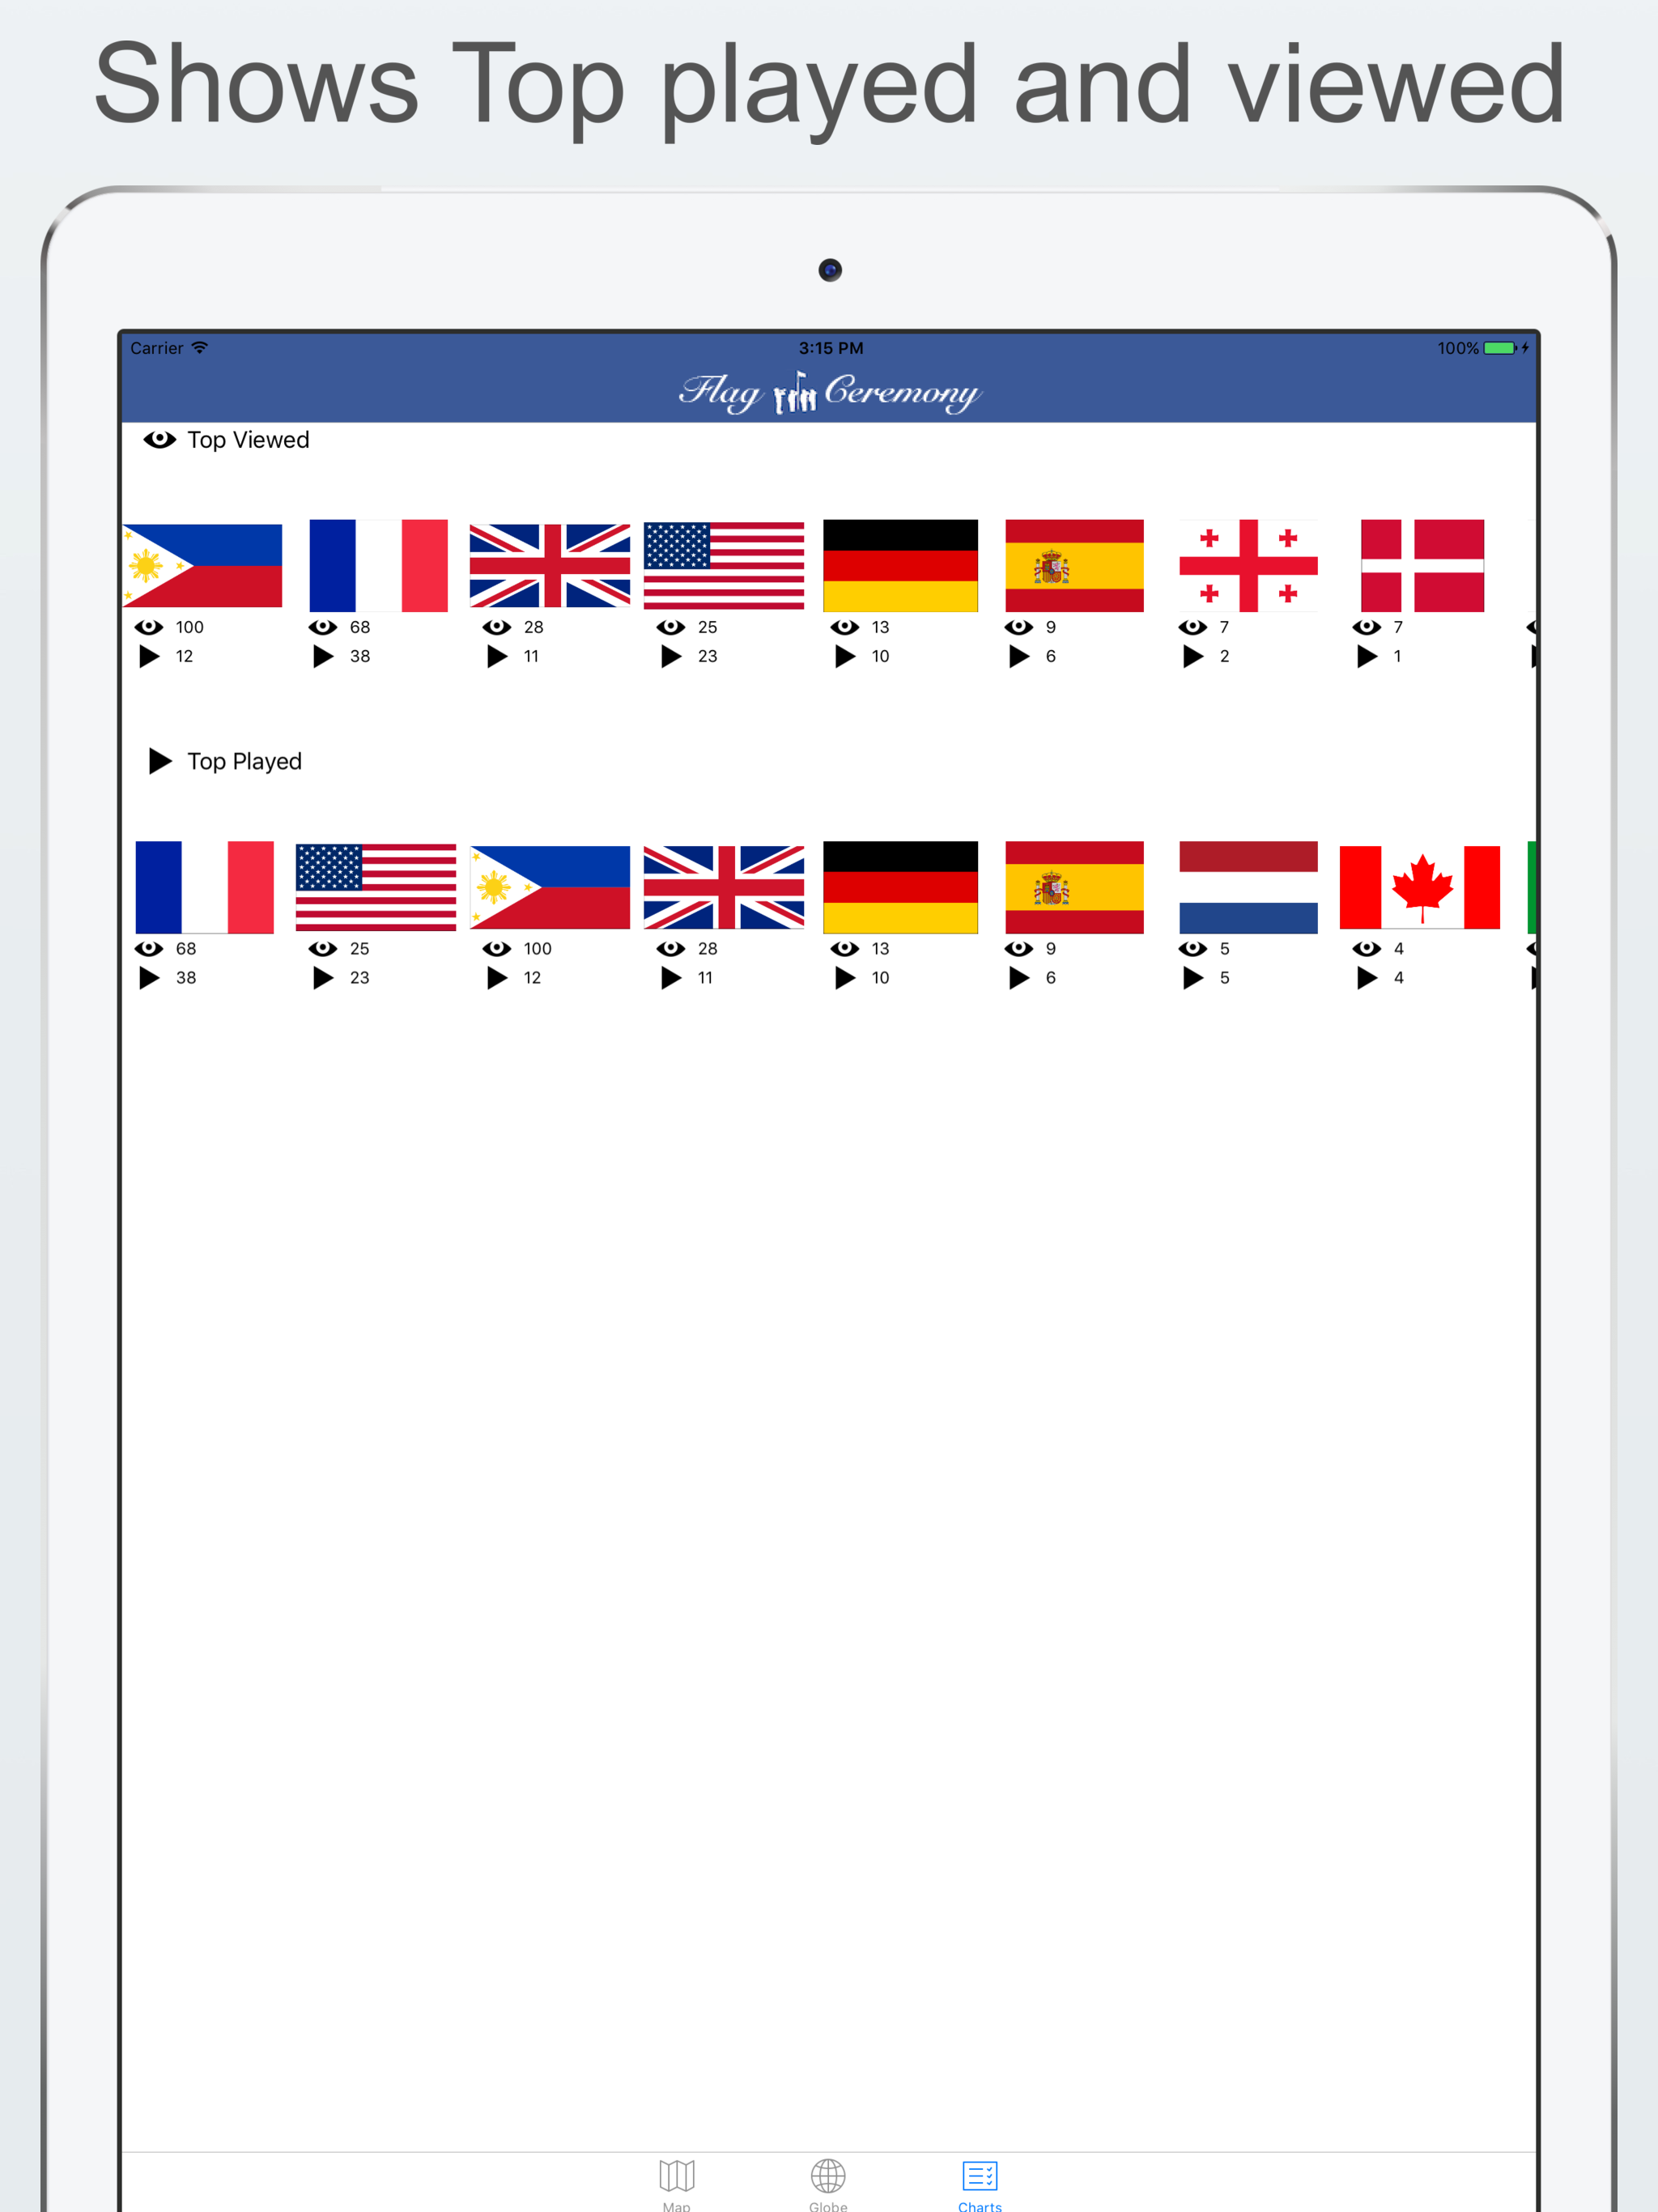 Shows Top played and viewed
Carrier 3:15 PM 100%
Flag Ceremony
Top Viewed
100 68 28 25 13 9 7 7
12 38 11 23 10 6 2 1
Top Played
68 25 100 28 13 9 5 4
38 23 12 11 10 6 5 4
Map Globe Charts